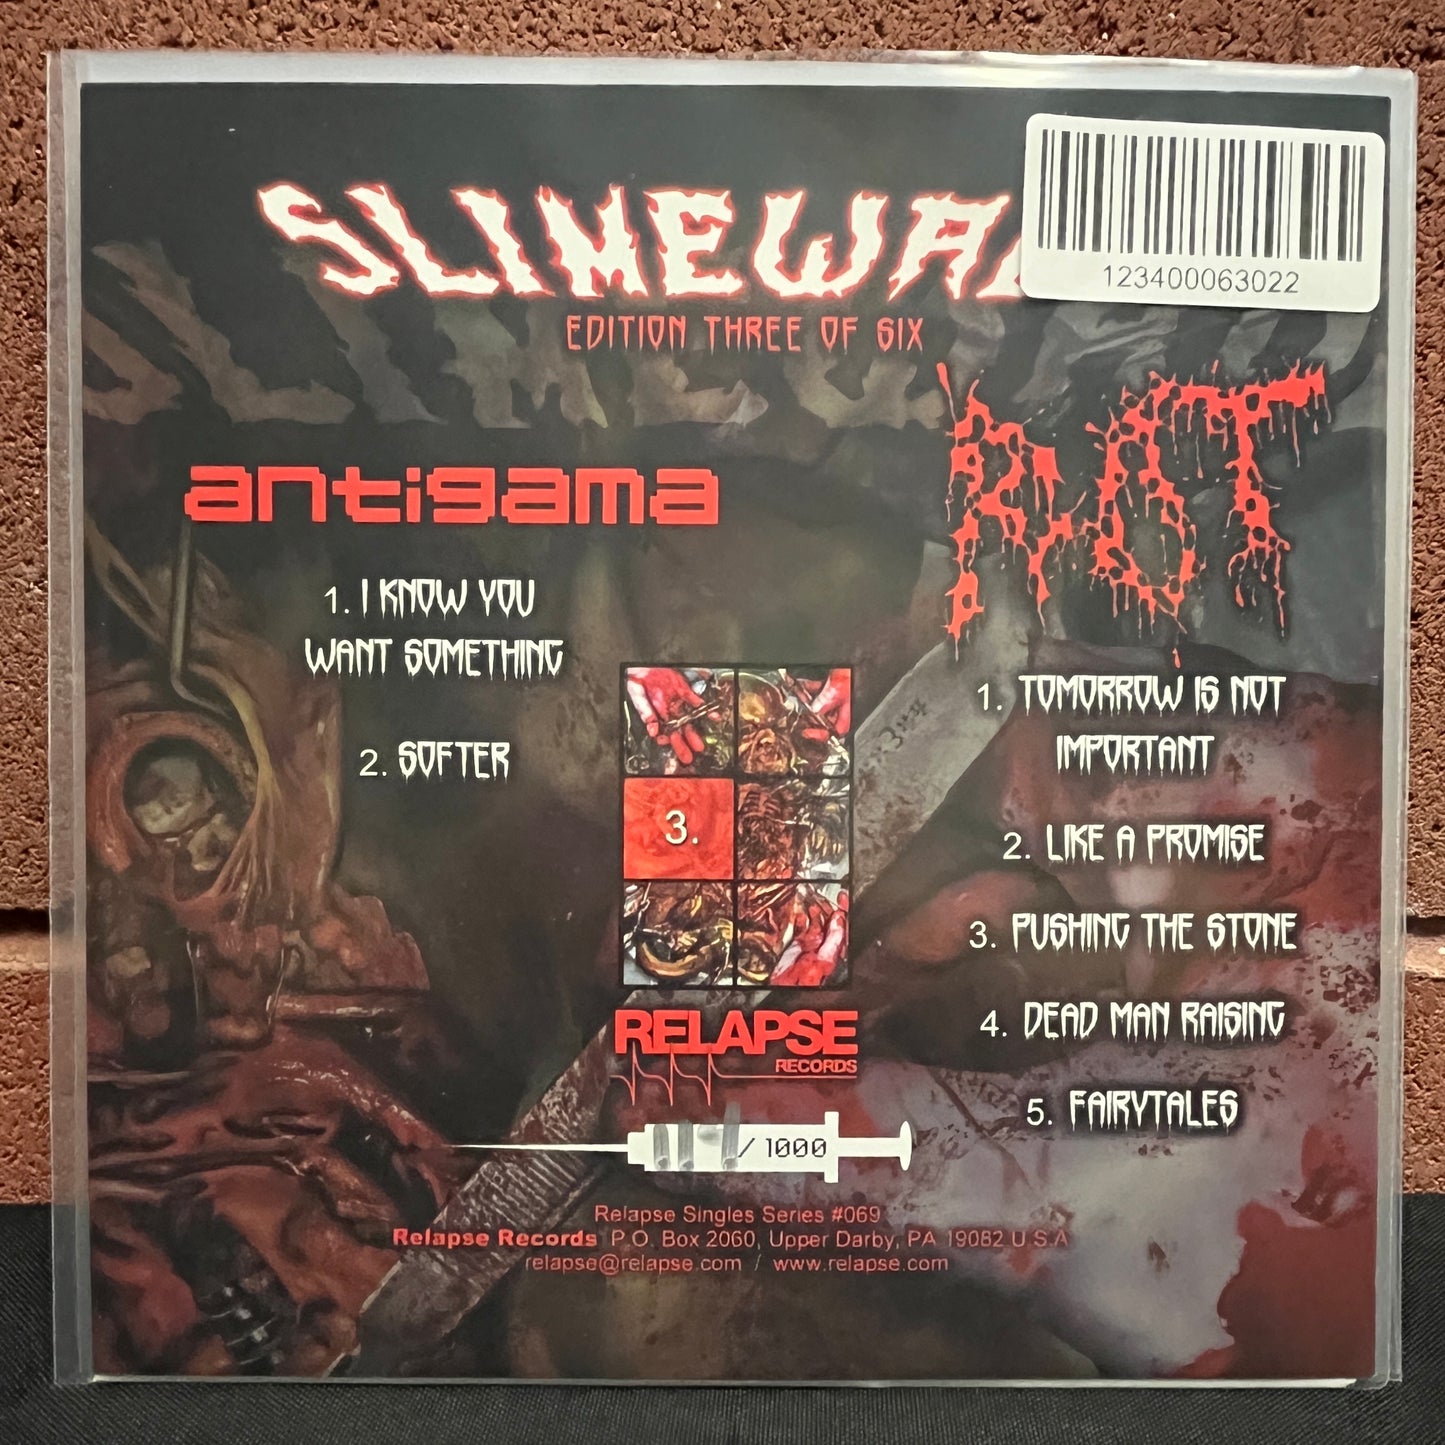 123400063022
EDITION THREE OF SIX
antigama
ROT
1. I KNOW YOU
WANT SOMETHING
2. SOFTER
1. TOMORROW IS NOT
IMPORTANT
2. LIKE A PROMISE
3. PUSHING THE STONE
4. DEAD MAN RAISING
5. FAIRYTALES
3.
RELAPSE
RECORDS
/ 1000
Relapse Singles Series #069
Relapse Records P.O. Box 2060, Upper Darby, PA 19082 U.S.A
relapse@relapse.com / www.relapse.com